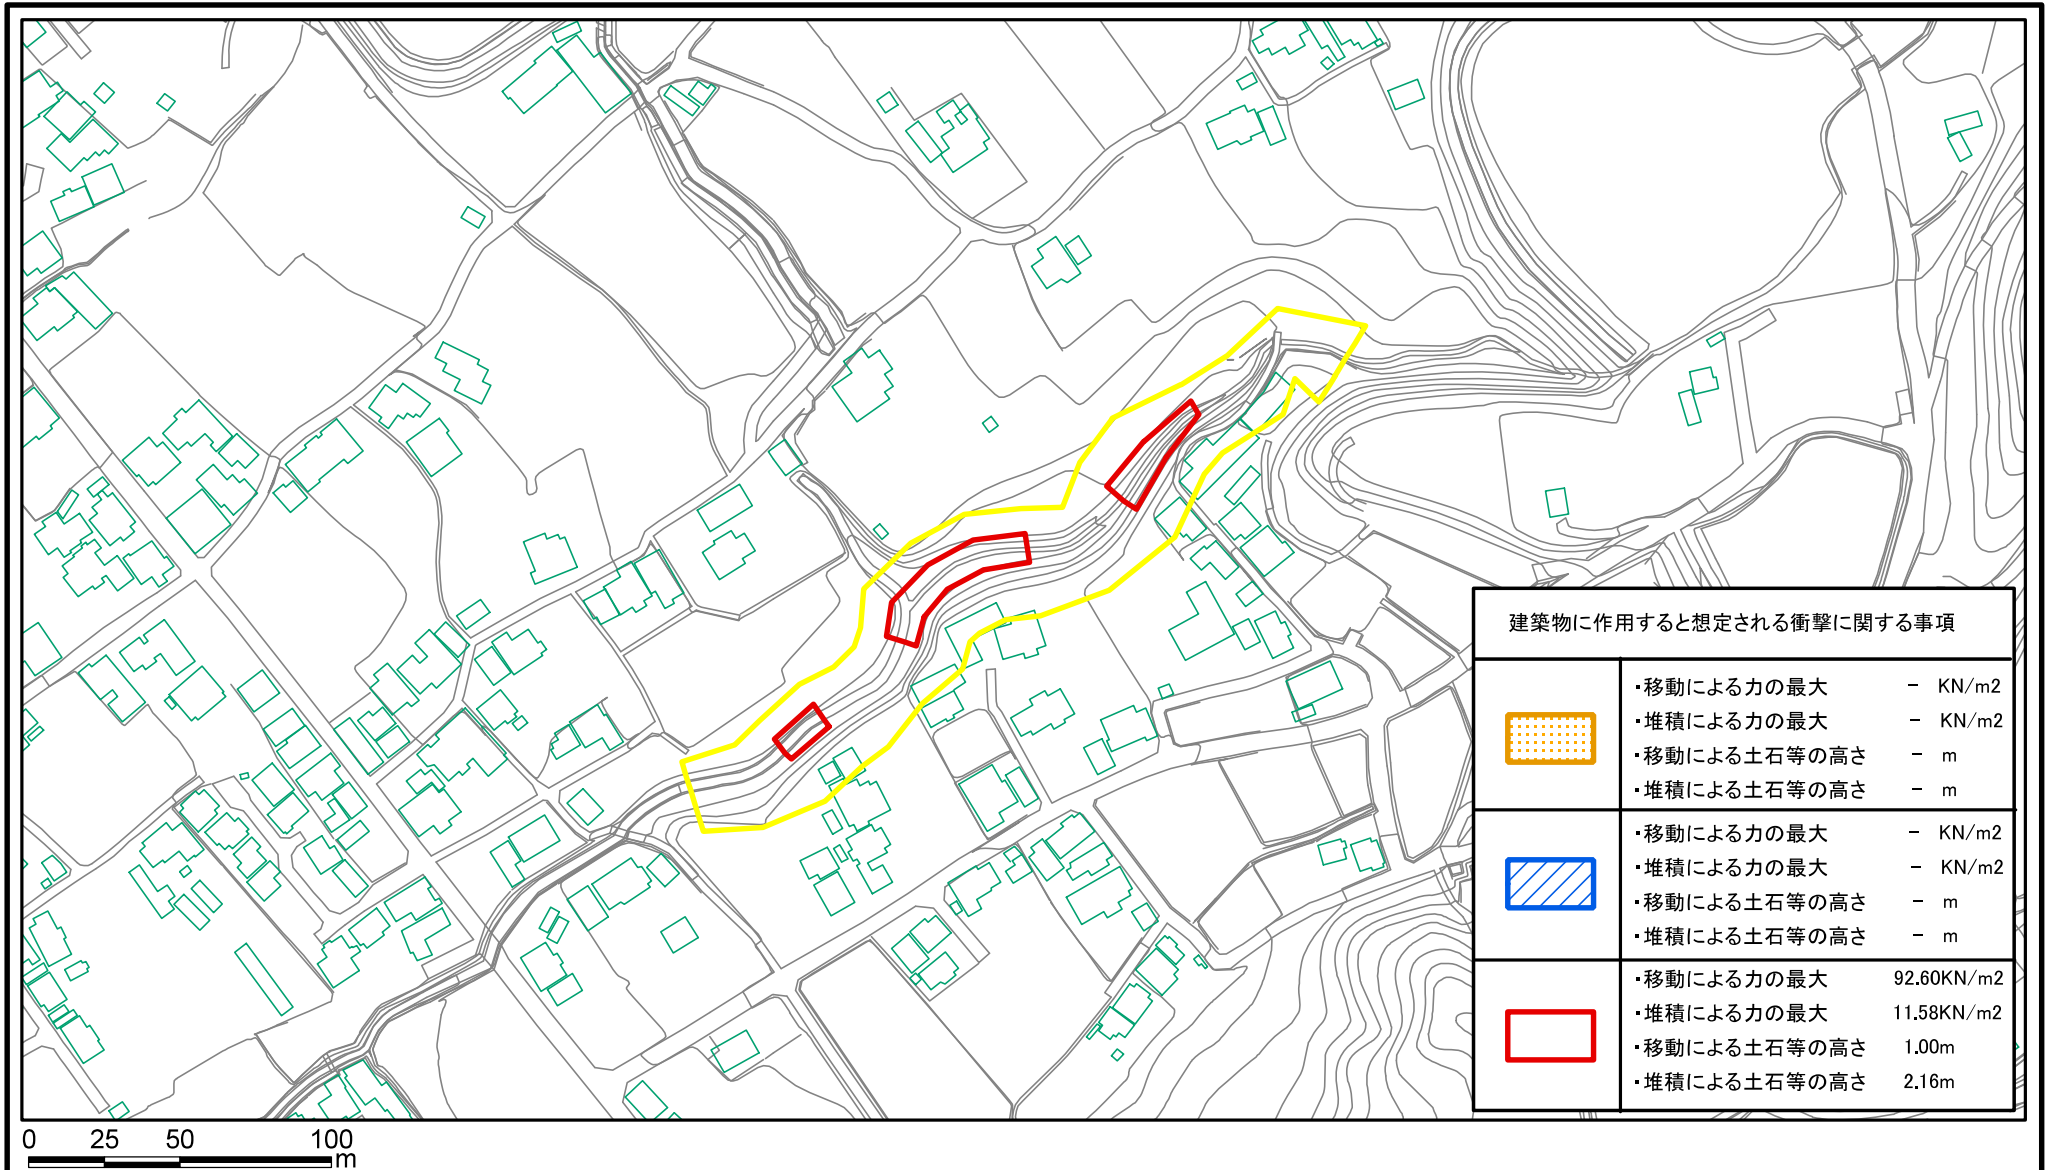 建築物に作用すると想定される衝撃に関する事項
・移動による力の最大 － KN/m2
・堆積による力の最大 － KN/m2
・移動による土石等の高さ － m
・堆積による土石等の高さ － m
・移動による力の最大 － KN/m2
・堆積による力の最大 － KN/m2
・移動による土石等の高さ － m
・堆積による土石等の高さ － m
・移動による力の最大 92.60KN/m2
・堆積による力の最大 11.58KN/m2
・移動による土石等の高さ 1.00m
・堆積による土石等の高さ 2.16m
0 25 50 100
m